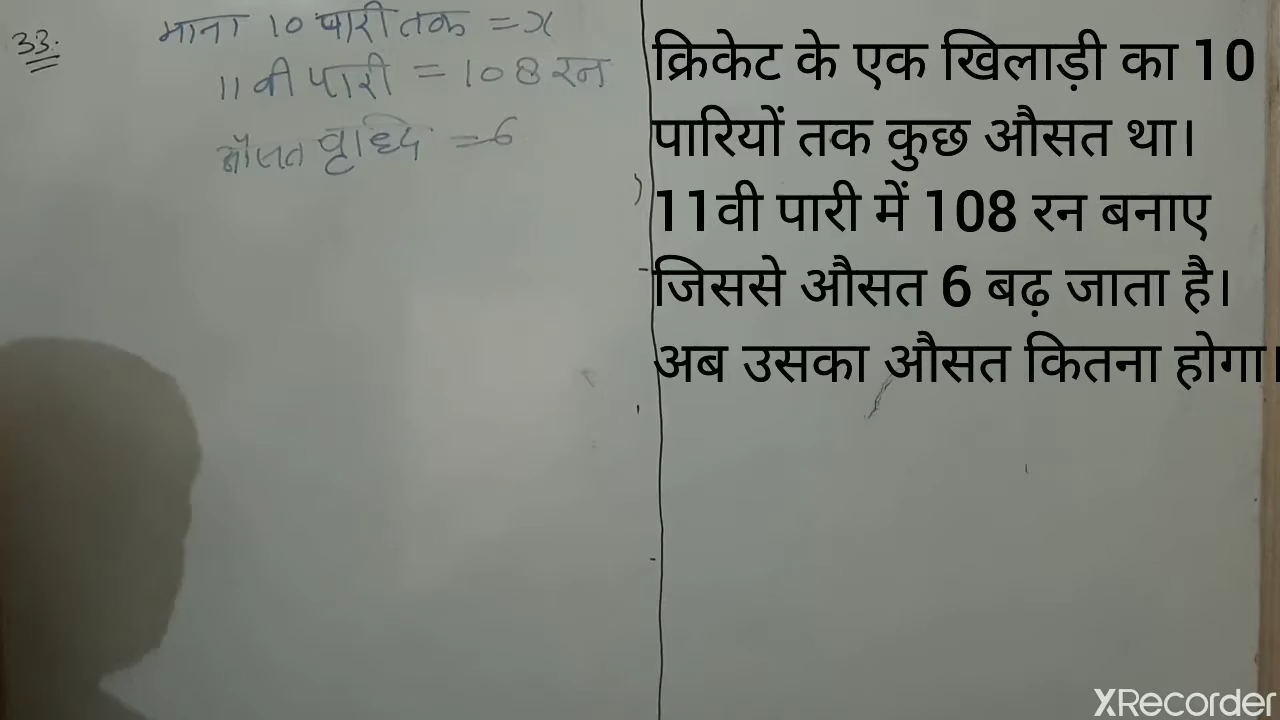 33.
माना 10 पारी तक = x
11 वी पारी = 108 रन
औसत वृद्धि = 6
क्रिकेट के एक खिलाड़ी का 10
पारियों तक कुछ औसत था।
11वी पारी में 108 रन बनाए
जिससे औसत 6 बढ़ जाता है।
अब उसका औसत कितना होगा।
XRecorder